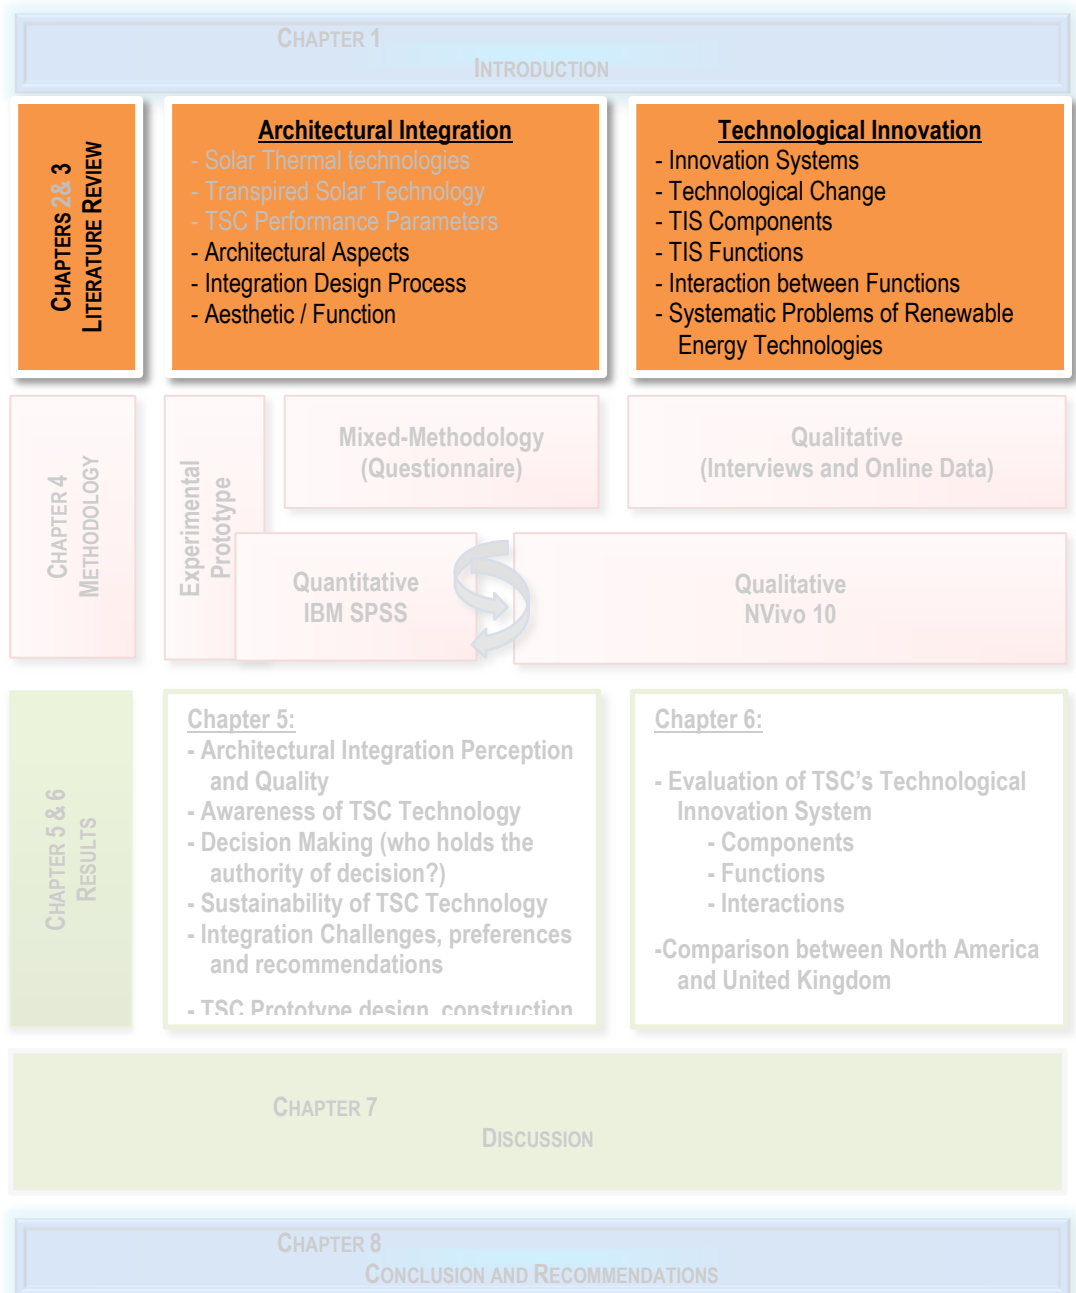 CHAPTER 1
INTRODUCTION
CHAPTERS 2& 3
LITERATURE REVIEW
Architectural Integration
- Solar Thermal technologies
- Transpired Solar Technology
- TSC Performance Parameters
- Architectural Aspects
- Integration Design Process
- Aesthetic / Function
Technological Innovation
- Innovation Systems
- Technological Change
- TIS Components
- TIS Functions
- Interaction between Functions
- Systematic Problems of Renewable
Energy Technologies
CHAPTER 4
METHODOLOGY
Experimental
Prototype
Mixed-Methodology
(Questionnaire)
Qualitative
(Interviews and Online Data)
Quantitative
IBM SPSS
Qualitative
NVivo 10
CHAPTER 5 & 6
RESULTS
Chapter 5:
- Architectural Integration Perception
and Quality
- Awareness of TSC Technology
- Decision Making (who holds the
authority of decision?)
- Sustainability of TSC Technology
- Integration Challenges, preferences
and recommendations
- TSC Prototype design, construction
Chapter 6:
- Evaluation of TSC's Technological
Innovation System
- Components
- Functions
- Interactions
-Comparison between North America
and United Kingdom
CHAPTER 7
DISCUSSION
CHAPTER 8
CONCLUSION AND RECOMMENDATIONS